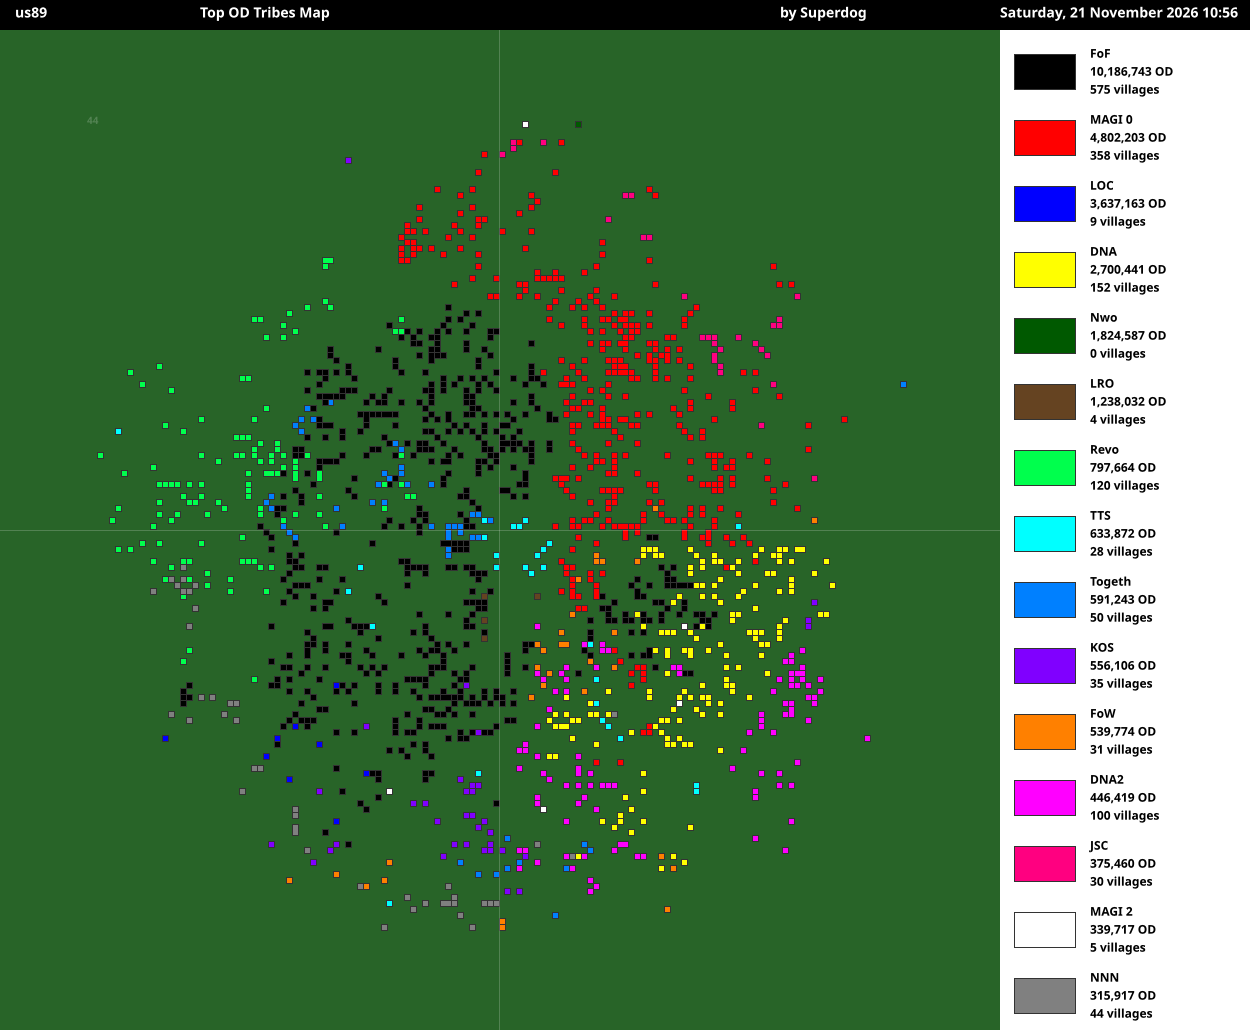 us89 Top OD Tribes Map by Superdog Saturday, 21 November 2026 10:56
44
FoF
10,186,743 OD
575 villages
MAGI 0
4,802,203 OD
358 villages
LOC
3,637,163 OD
9 villages
DNA
2,700,441 OD
152 villages
Nwo
1,824,587 OD
0 villages
LRO
1,238,032 OD
4 villages
Revo
797,664 OD
120 villages
TTS
633,872 OD
28 villages
Togeth
591,243 OD
50 villages
KOS
556,106 OD
35 villages
FoW
539,774 OD
31 villages
DNA2
446,419 OD
100 villages
JSC
375,460 OD
30 villages
MAGI 2
339,717 OD
5 villages
NNN
315,917 OD
44 villages